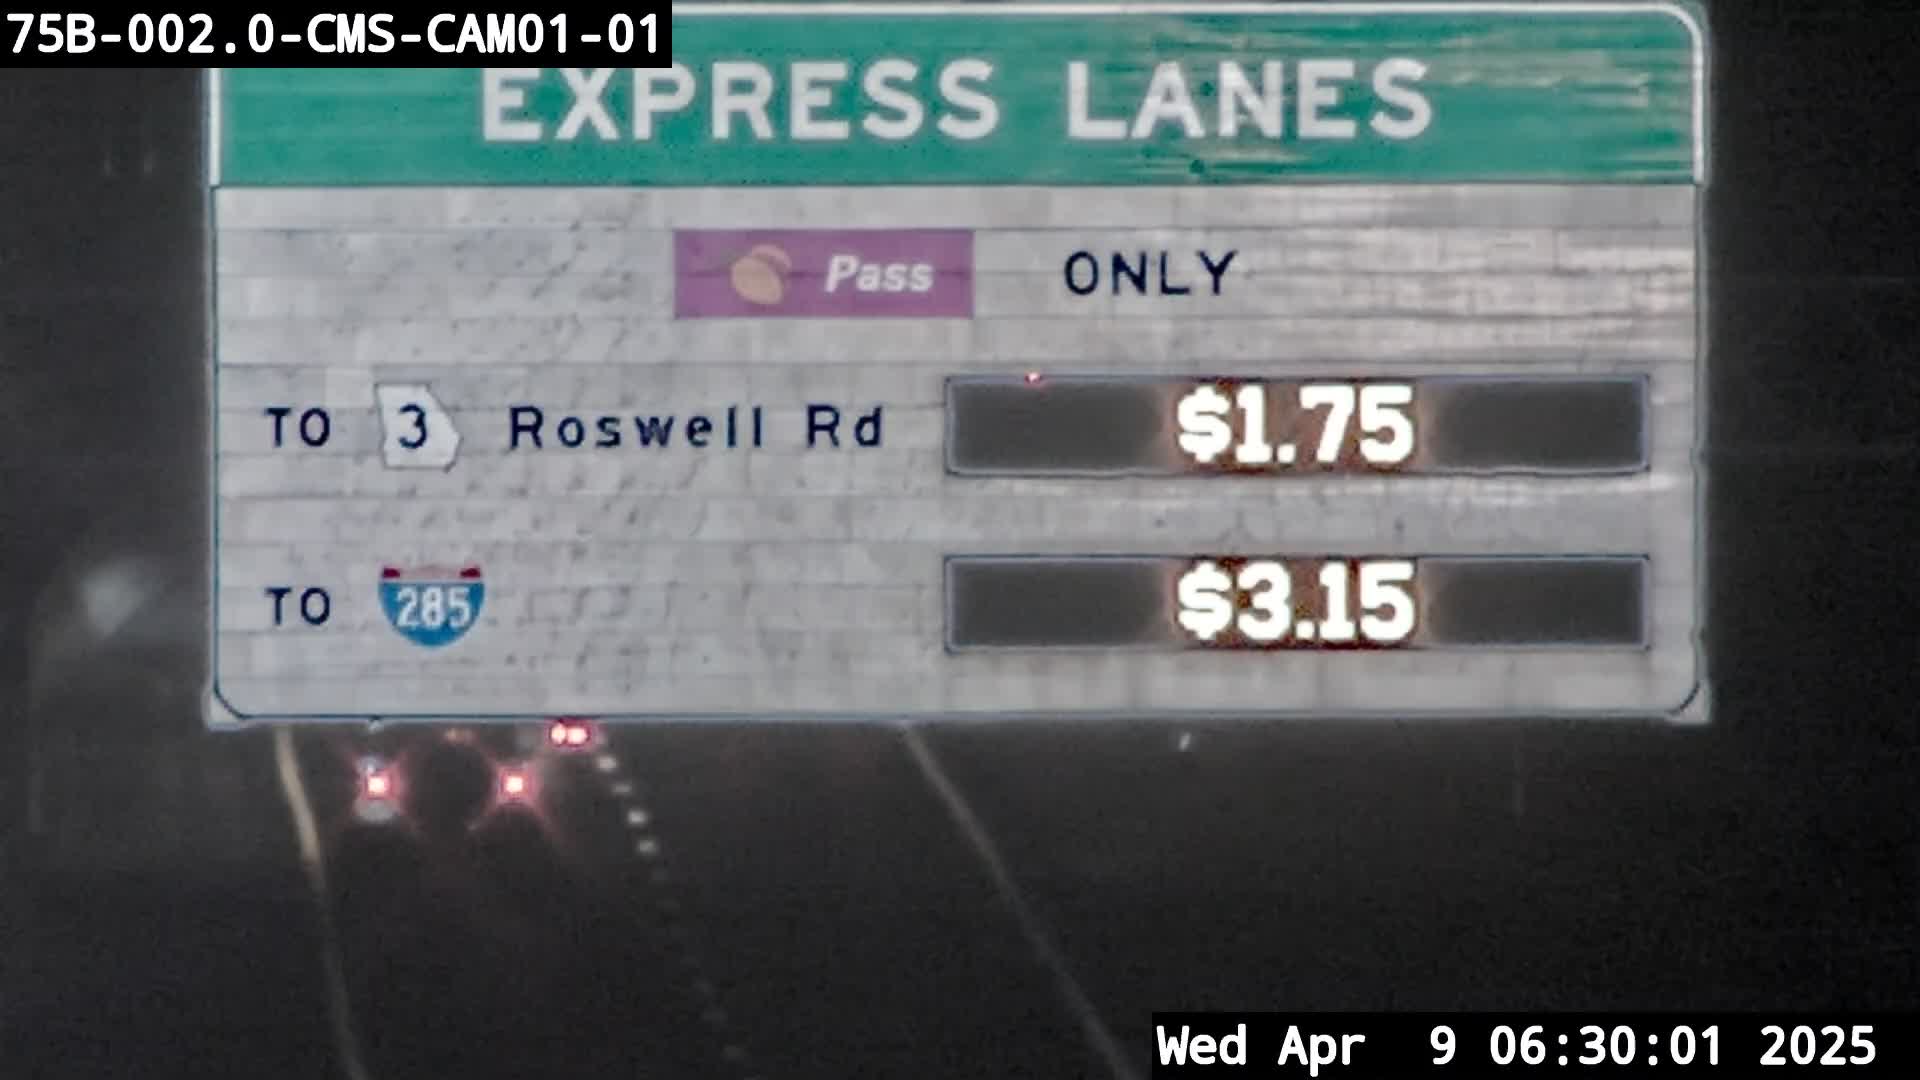 75B-002.0-CMS-CAM01-01
EXPRESS LANES
Pass ONLY
TO 3 Roswell Rd $1.75
TO 285 $3.15
Wed Apr 9 06:30:01 2025